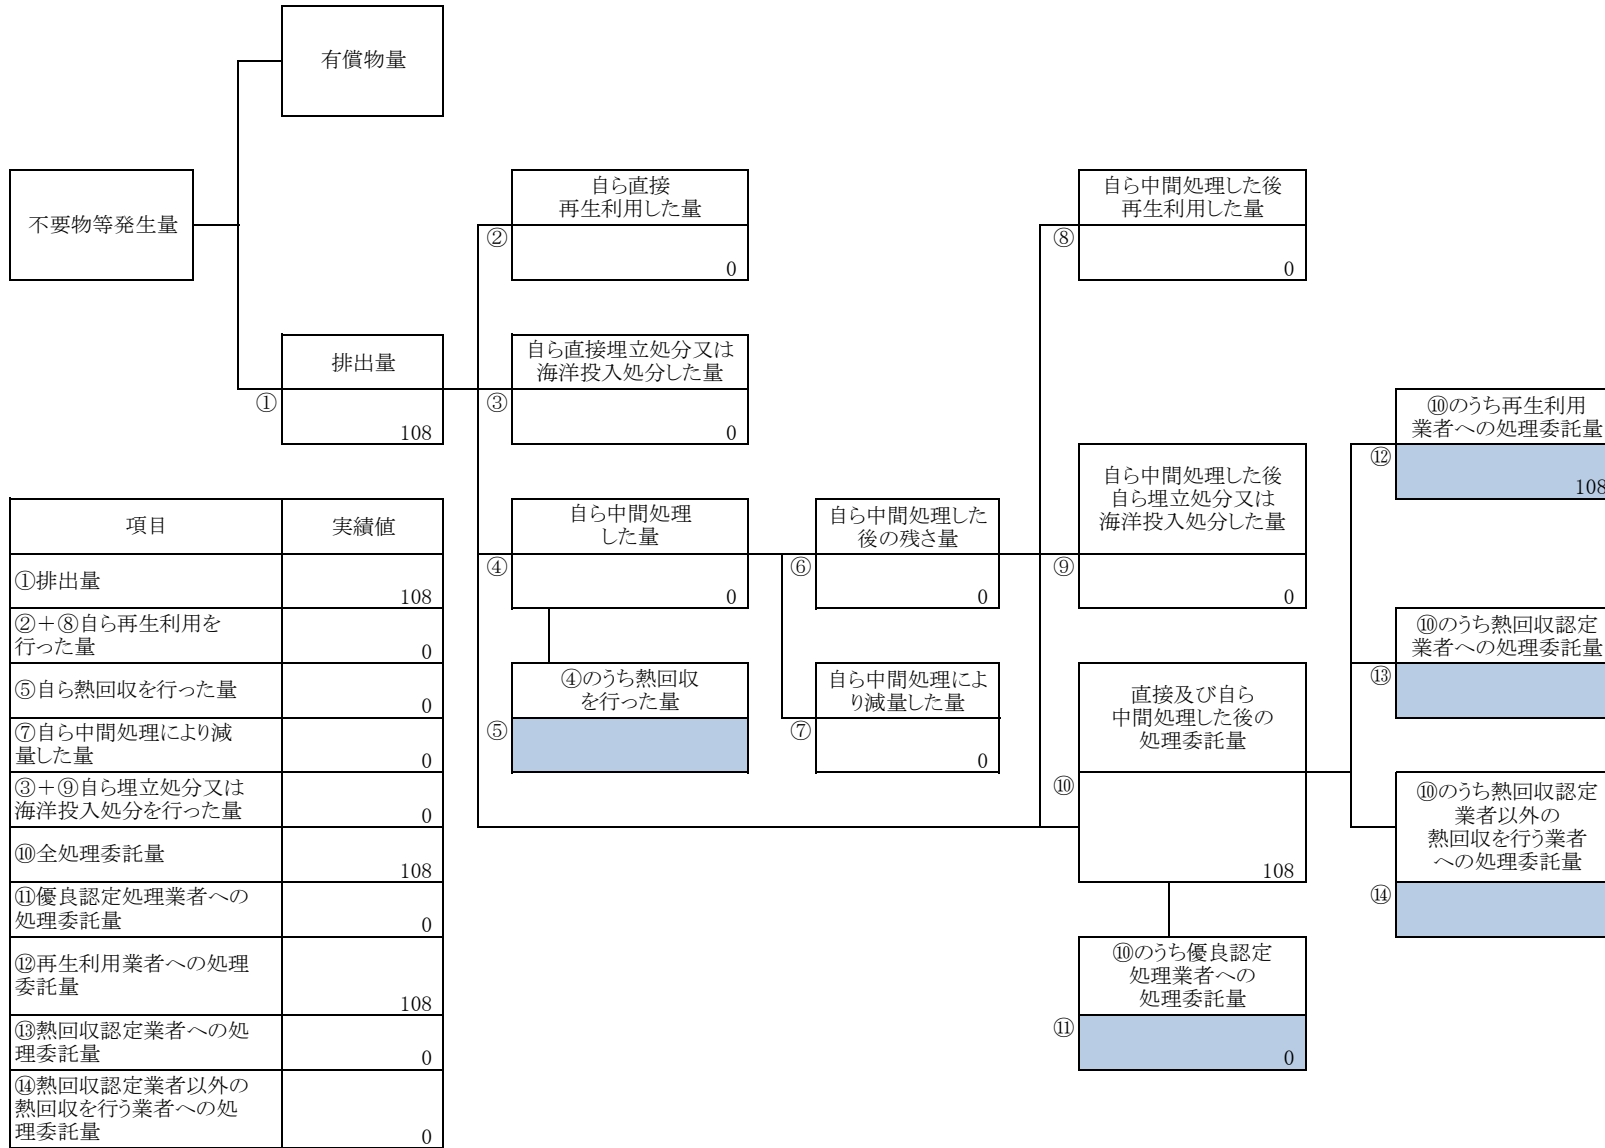 有償物量
不要物等発生量
排出量
①
108
自ら直接
再生利用した量
②
0
自ら直接埋立処分又は
海洋投入処分した量
③
0
自ら中間処理
した量
④
0
④のうち熱回収
を行った量
⑤
自ら中間処理した
後の残さ量
⑥
0
自ら中間処理によ
り減量した量
⑦
0
自ら中間処理した後
再生利用した量
⑧
0
自ら中間処理した後
自ら埋立処分又は
海洋投入処分した量
⑨
0
直接及び自ら
中間処理した後の
処理委託量
⑩
108
⑩のうち優良認定
処理業者への
処理委託量
⑪
0
⑩のうち再生利用
業者への処理委託量
⑫
108
⑩のうち熱回収認定
業者への処理委託量
⑬
⑩のうち熱回収認定
業者以外の
熱回収を行う業者
への処理委託量
⑭
項目 実績値
①排出量 108
②+⑧自ら再生利用を
行った量 0
⑤自ら熱回収を行った量 0
⑦自ら中間処理により減
量した量 0
③+⑨自ら埋立処分又は
海洋投入処分を行った量 0
⑩全処理委託量 108
⑪優良認定処理業者への
処理委託量 0
⑫再生利用業者への処理
委託量 108
⑬熱回収認定業者への処
理委託量 0
⑭熱回収認定業者以外の
熱回収を行う業者への処
理委託量 0